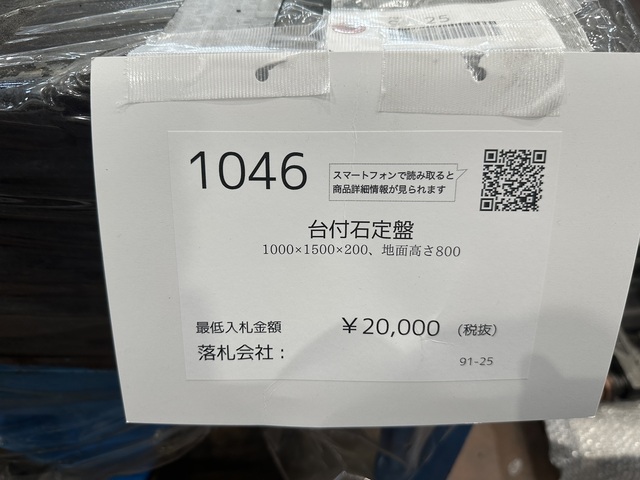 1046
スマートフォンで読み取ると
商品詳細情報が見られます
台付石定盤
1000×1500×200、地面高さ800
最低入札金額 ￥20,000 (税抜)
落札会社：
91-25